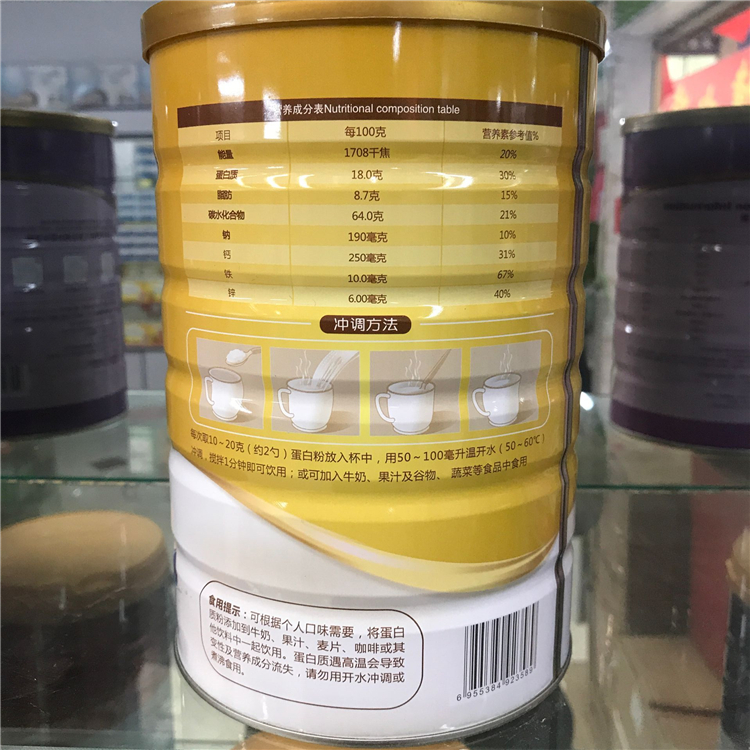 营养成分表Nutritional composition table
项目 每100克 营养素参考值%
能量 1708千焦 20%
蛋白质 18.0克 30%
脂肪 8.7克 15%
碳水化合物 64.0克 21%
钠 190毫克 10%
钙 250毫克 31%
铁 10.0毫克 67%
锌 6.00毫克 40%
冲调方法
每次取10~20克（约2勺）蛋白粉放入杯中，用50~100毫升温开水（50~60℃）
冲调，搅拌1分钟即可饮用；或可加入牛奶、果汁及谷物、蔬菜等食品中食用
食用提示：可根据个人口味需要，将蛋白
质粉添加到牛奶、果汁、麦片、咖啡或其
他饮料中一起饮用。蛋白质遇高温会导致
变性及营养成分流失，请勿用开水冲调或
煮沸食用。
6 955384 923589